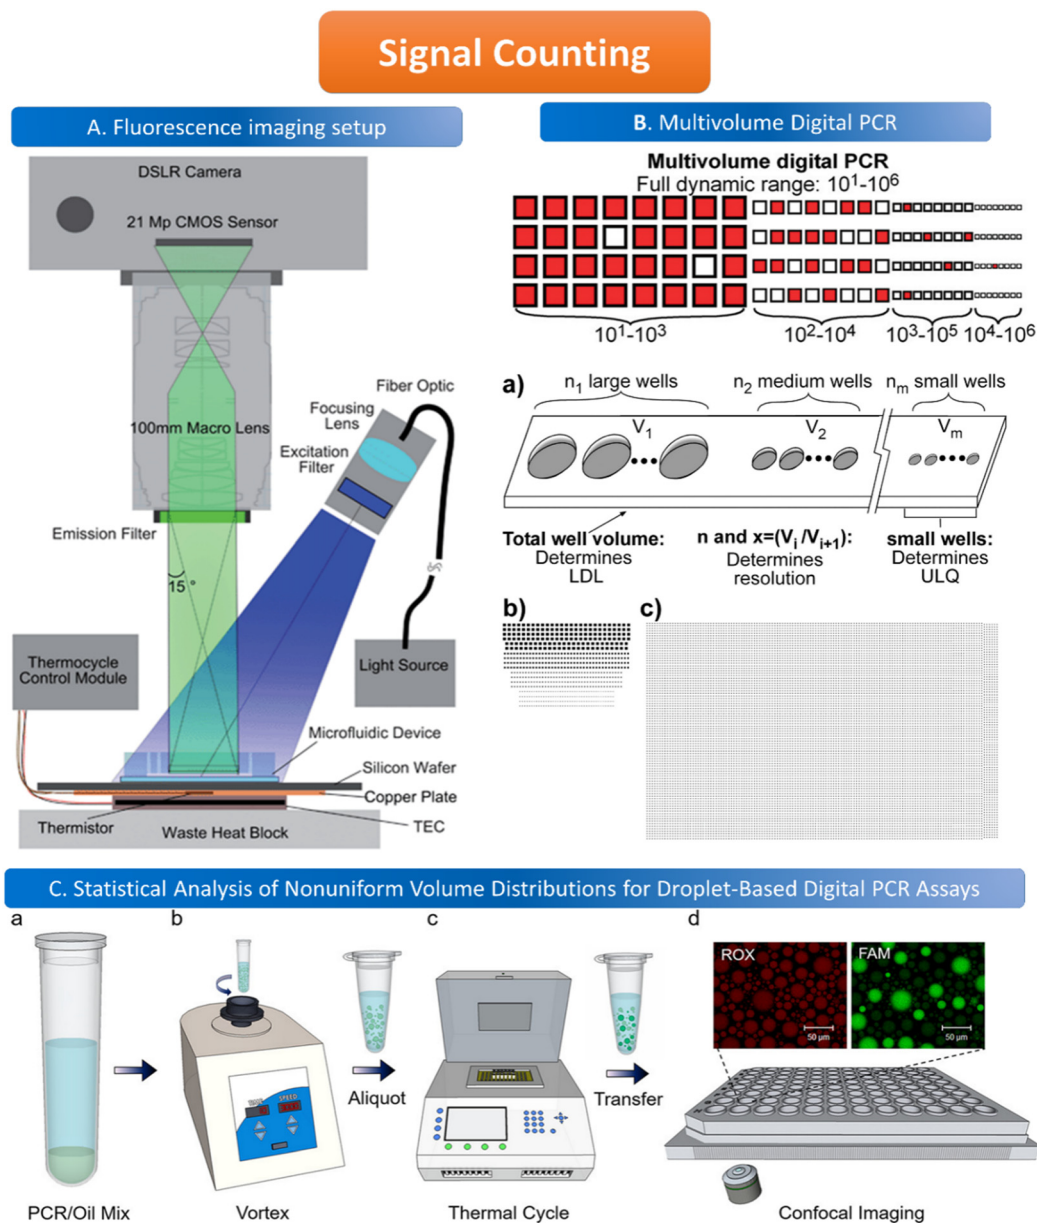 Signal Counting
A. Fluorescence imaging setup
DSLR Camera
21 Mp CMOS Sensor
Fiber Optic
Focusing
Lens
100mm Macro Lens
Excitation
Filter
Emission Filter
15°
Thermocycle
Control Module
Light Source
Microfluidic Device
Silicon Wafer
Copper Plate
Thermistor
TEC
Waste Heat Block
B. Multivolume Digital PCR
Multivolume digital PCR
Full dynamic range: 10¹-10⁶
10¹-10³
10²-10⁴
10³-10⁵
10⁴-10⁶
a)
n₁ large wells
n₂ medium wells
nₘ small wells
V₁
V₂
Vₘ
Total well volume:
Determines
LDL
n and x=(Vᵢ/Vᵢ₊₁):
Determines
resolution
small wells:
Determines
ULQ
b)
c)
C. Statistical Analysis of Nonuniform Volume Distributions for Droplet-Based Digital PCR Assays
a
b
c
d
ROX
50 µm
FAM
50 µm
SPEED
Aliquot
Transfer
PCR/Oil Mix
Vortex
Thermal Cycle
Confocal Imaging